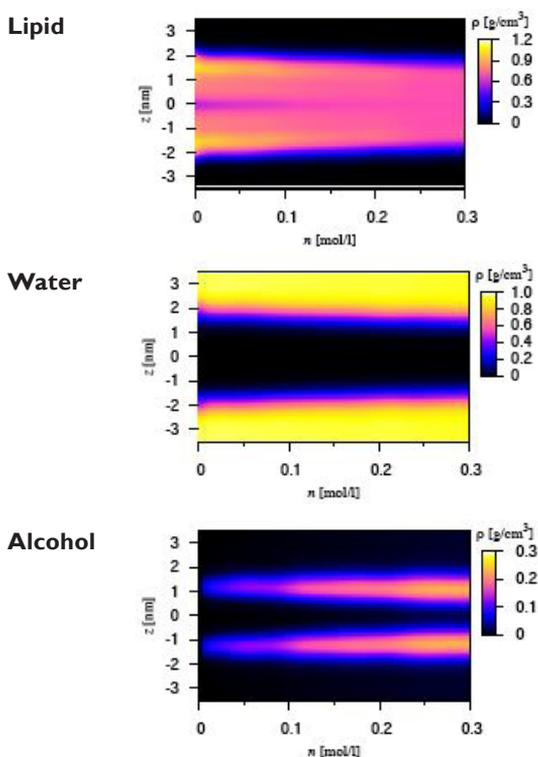 Lipid
ρ [g/cm³]
3
2
1
0
-1
-2
-3
z [nm]
1.2
0.9
0.6
0.3
0
0 0.1 0.2 0.3
n [mol/l]
Water
ρ [g/cm³]
3
2
1
0
-1
-2
-3
z [nm]
1.0
0.8
0.6
0.4
0.2
0
0 0.1 0.2 0.3
n [mol/l]
Alcohol
ρ [g/cm³]
3
2
1
0
-1
-2
-3
z [nm]
0.3
0.2
0.1
0
0 0.1 0.2 0.3
n [mol/l]